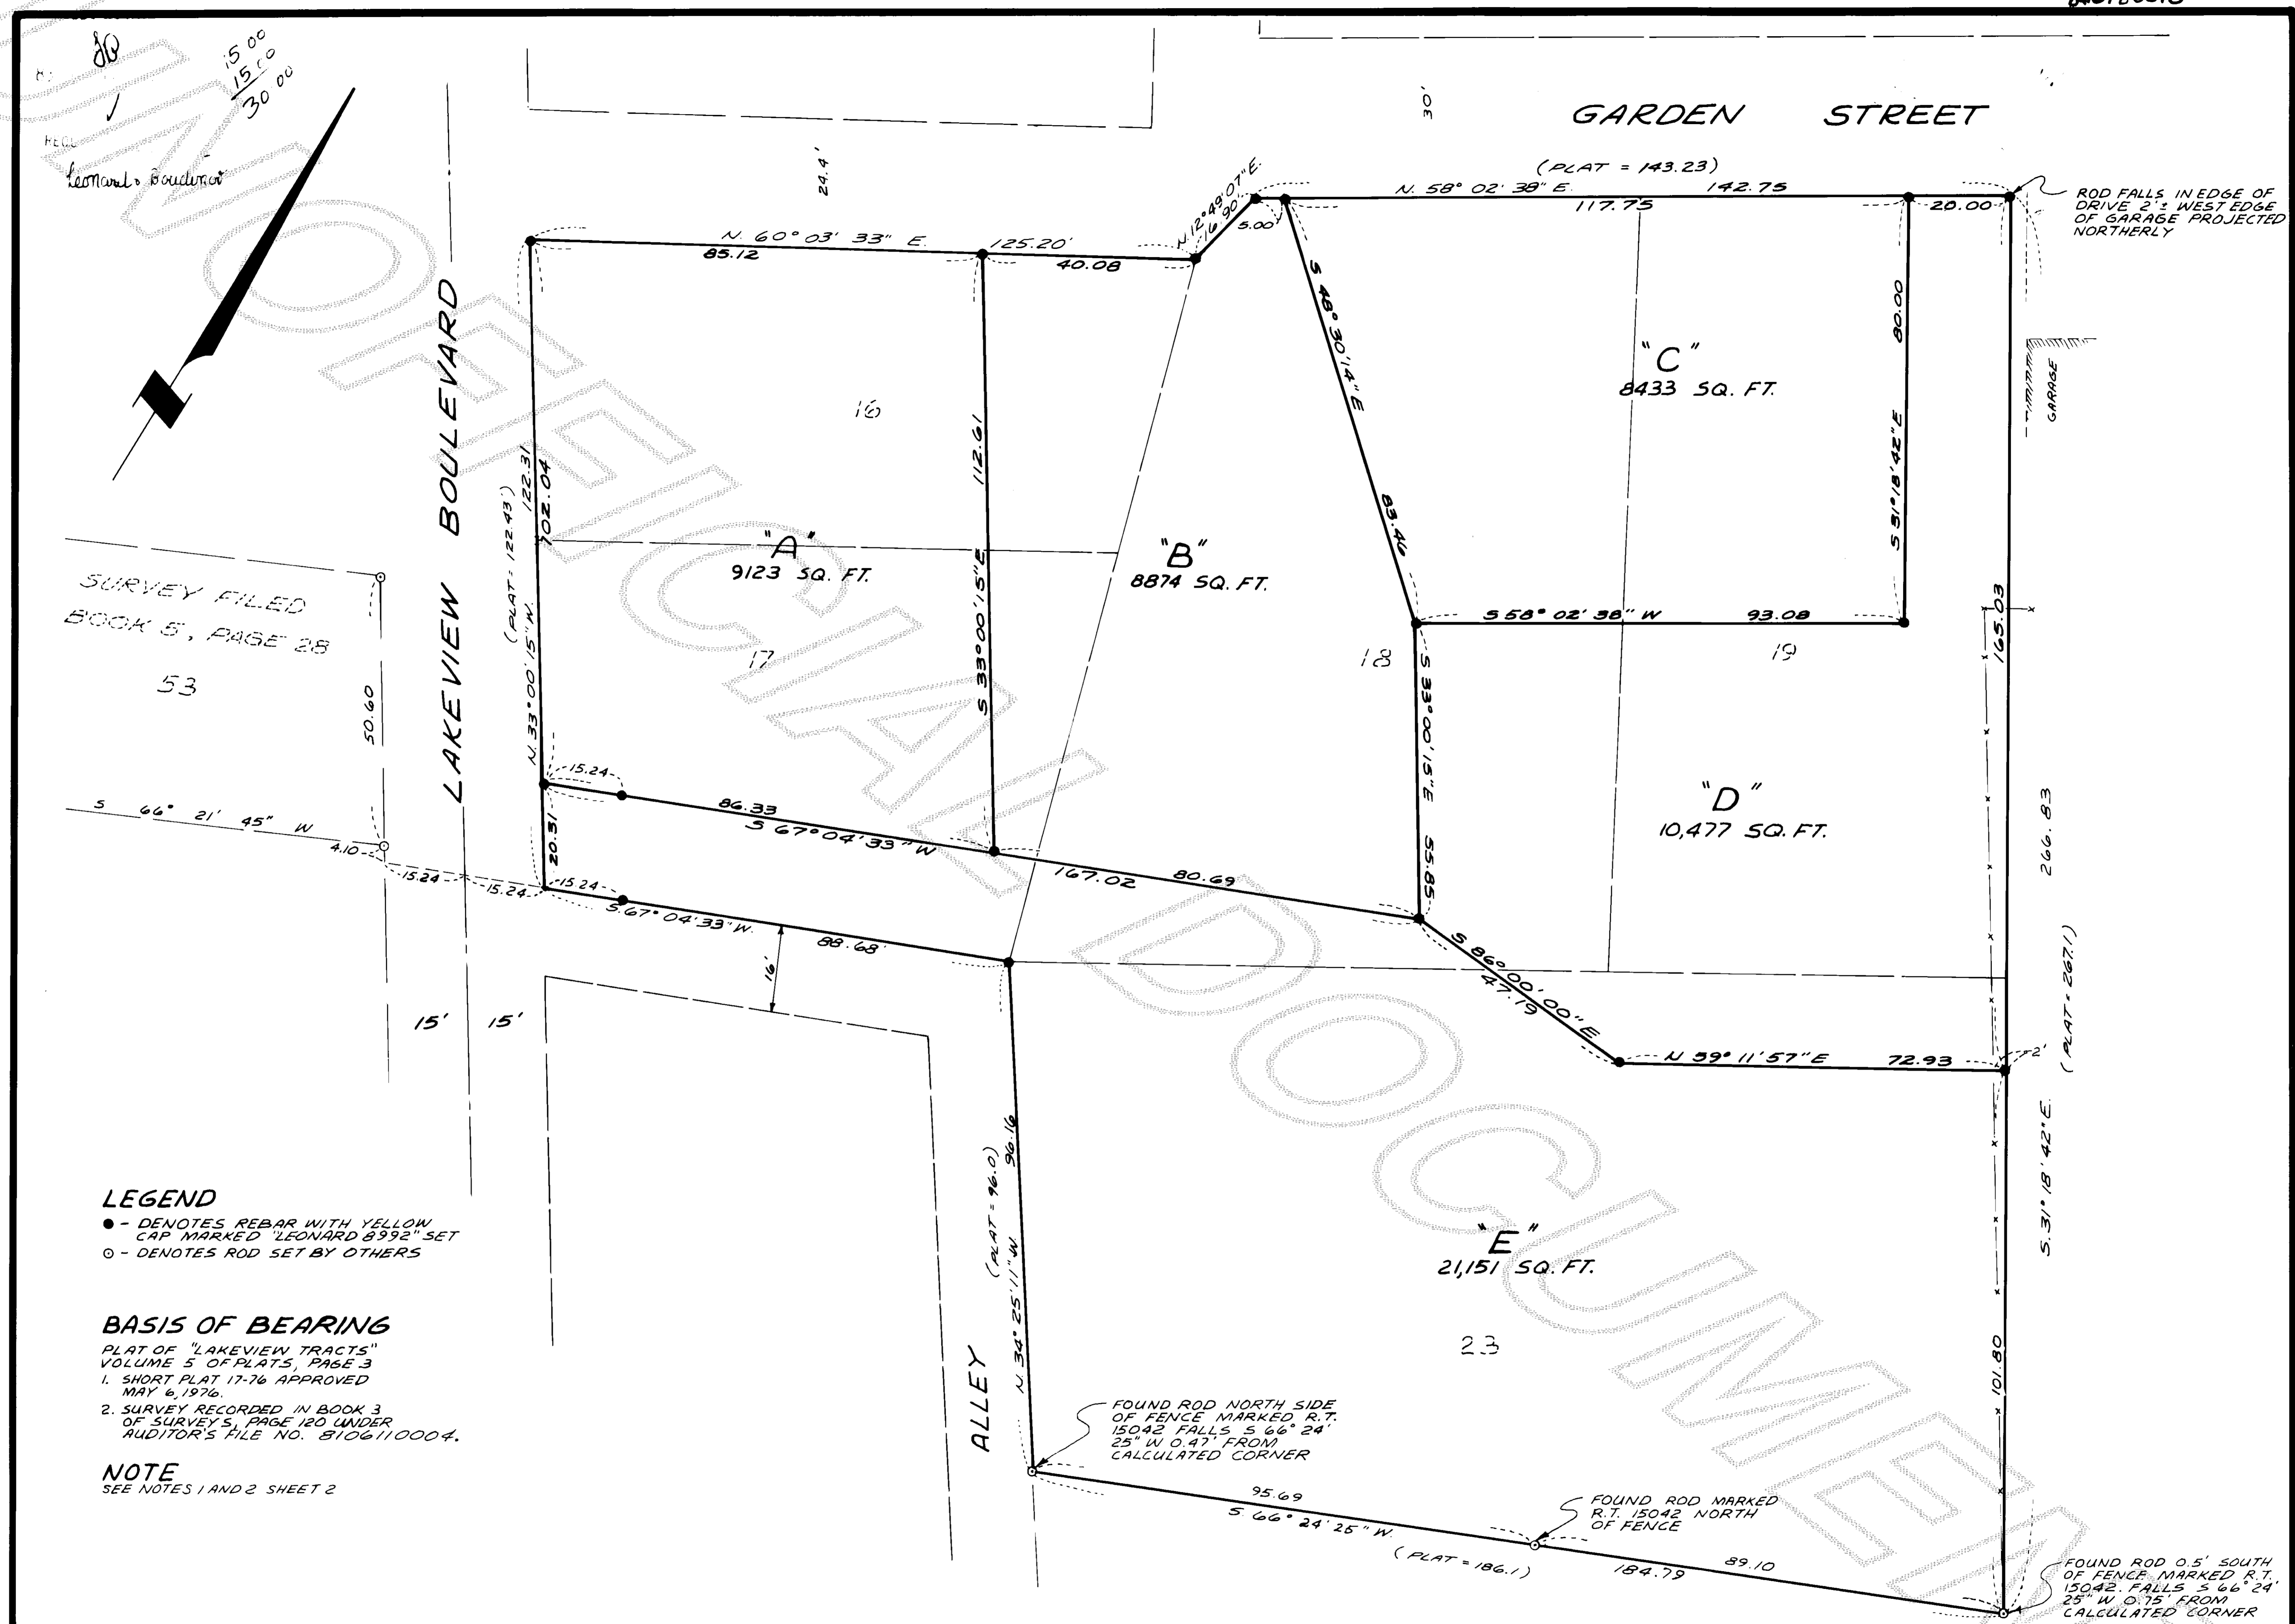 15 00
15 00
30 00
GARDEN STREET
30'
24.4'
(PLAT = 143.23)
N. 58° 02' 38" E. 142.75
117.75
20.00
5.00
N. 12° 49' 07" E.
16.90
ROD FALLS IN EDGE OF
DRIVE 2'± WEST EDGE
OF GARAGE PROJECTED
NORTHERLY
N. 60° 03' 33" E. 125.20'
85.12
40.08
LAKEVIEW BOULEVARD
S 48° 30' 14" E
83.46
"C"
8433 SQ. FT.
80.00
S 31° 18' 42" E
GARAGE
16
112.61
S 33° 00' 15" E
122.31
702.04
(PLAT = 122.43')
N. 33° 00' 15" W.
"A"
9123 SQ. FT.
"B"
8874 SQ. FT.
SURVEY FILED
BOOK 5, PAGE 28
53
50.60
S 58° 02' 38" W 93.08
165.03
17
18
19
S 33° 00' 15" E 55.85
"D"
10,477 SQ. FT.
266.83
(PLAT = 267.1)
S. 31° 18' 42" E.
15.24
86.33
S 67° 04' 33" W
167.02
80.69
20.31
S 66° 21' 45" W
4.10
15.24
15.24
15.24
S. 67° 04' 33" W.
88.68'
16'
15'
15'
S 86° 00' 00" E
47.19
N 59° 11' 57" E 72.93
2'
(PLAT = 96.0)
N. 34° 25' 11" W. 96.16
ALLEY
"E"
21,151 SQ. FT.
23
101.80
LEGEND
● - DENOTES REBAR WITH YELLOW
CAP MARKED "LEONARD 8992" SET
⊙ - DENOTES ROD SET BY OTHERS
BASIS OF BEARING
PLAT OF "LAKEVIEW TRACTS"
VOLUME 5 OF PLATS, PAGE 3
1. SHORT PLAT 17-76 APPROVED
MAY 6, 1976.
2. SURVEY RECORDED IN BOOK 3
OF SURVEYS, PAGE 120 UNDER
AUDITOR'S FILE NO. 8106110004.
NOTE
SEE NOTES 1 AND 2 SHEET 2
FOUND ROD NORTH SIDE
OF FENCE MARKED R.T.
15042 FALLS S 66° 24'
25" W 0.47' FROM
CALCULATED CORNER
95.69
S. 66° 24' 25" W.
(PLAT = 186.1)
184.79
89.10
FOUND ROD MARKED
R.T. 15042 NORTH
OF FENCE
FOUND ROD 0.5' SOUTH
OF FENCE MARKED R.T.
15042. FALLS S 66° 24'
25" W 0.75' FROM
CALCULATED CORNER
UNOFFICIAL DOCUMENT